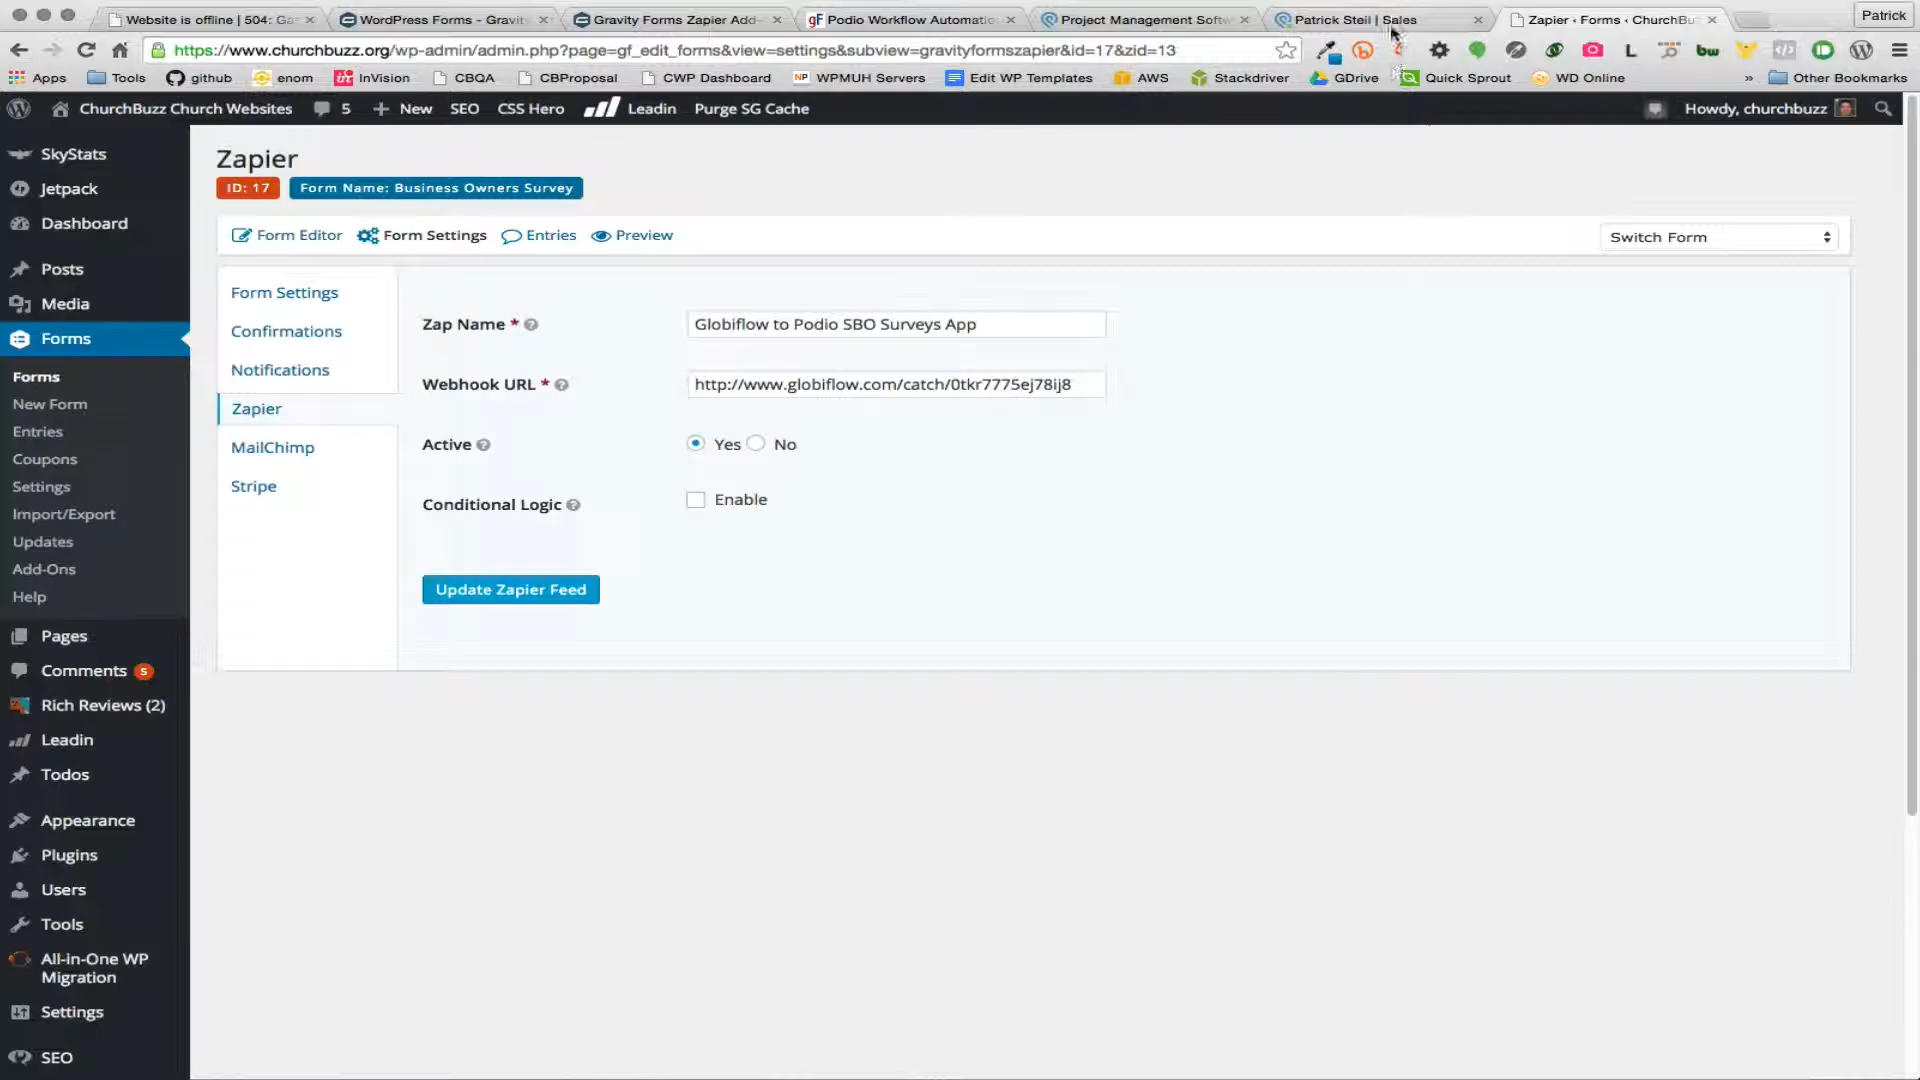 Website is offline | 504: Ga
WordPress Forms - Gravit
Gravity Forms Zapier Add-
gF Podio Workflow Automatio
Project Management Softw
Patrick Steil | Sales
Zapier ‹ Forms ‹ ChurchBu
Patrick
https://www.churchbuzz.org/wp-admin/admin.php?page=gf_edit_forms&view=settings&subview=gravityformszapier&id=17&zid=13
L
bw
Apps
Tools
github
enom
in InVision
CBQA
CBProposal
CWP Dashboard
NP WPMUH Servers
Edit WP Templates
AWS
Stackdriver
GDrive
Quick Sprout
WD Online
»
Other Bookmarks
ChurchBuzz Church Websites
5
New
SEO
CSS Hero
Leadin
Purge SG Cache
Howdy, churchbuzz
SkyStats
Jetpack
Dashboard
Posts
Media
Forms
Forms
New Form
Entries
Coupons
Settings
Import/Export
Updates
Add-Ons
Help
Pages
Comments 5
Rich Reviews (2)
Leadin
Todos
Appearance
Plugins
Users
Tools
All-in-One WP
Migration
Settings
SEO
Zapier
ID: 17
Form Name: Business Owners Survey
Form Editor
Form Settings
Entries
Preview
Switch Form
Form Settings
Confirmations
Notifications
Zapier
MailChimp
Stripe
Zap Name *
Globiflow to Podio SBO Surveys App
Webhook URL *
http://www.globiflow.com/catch/0tkr7775ej78ij8
Active
Yes
No
Conditional Logic
Enable
Update Zapier Feed